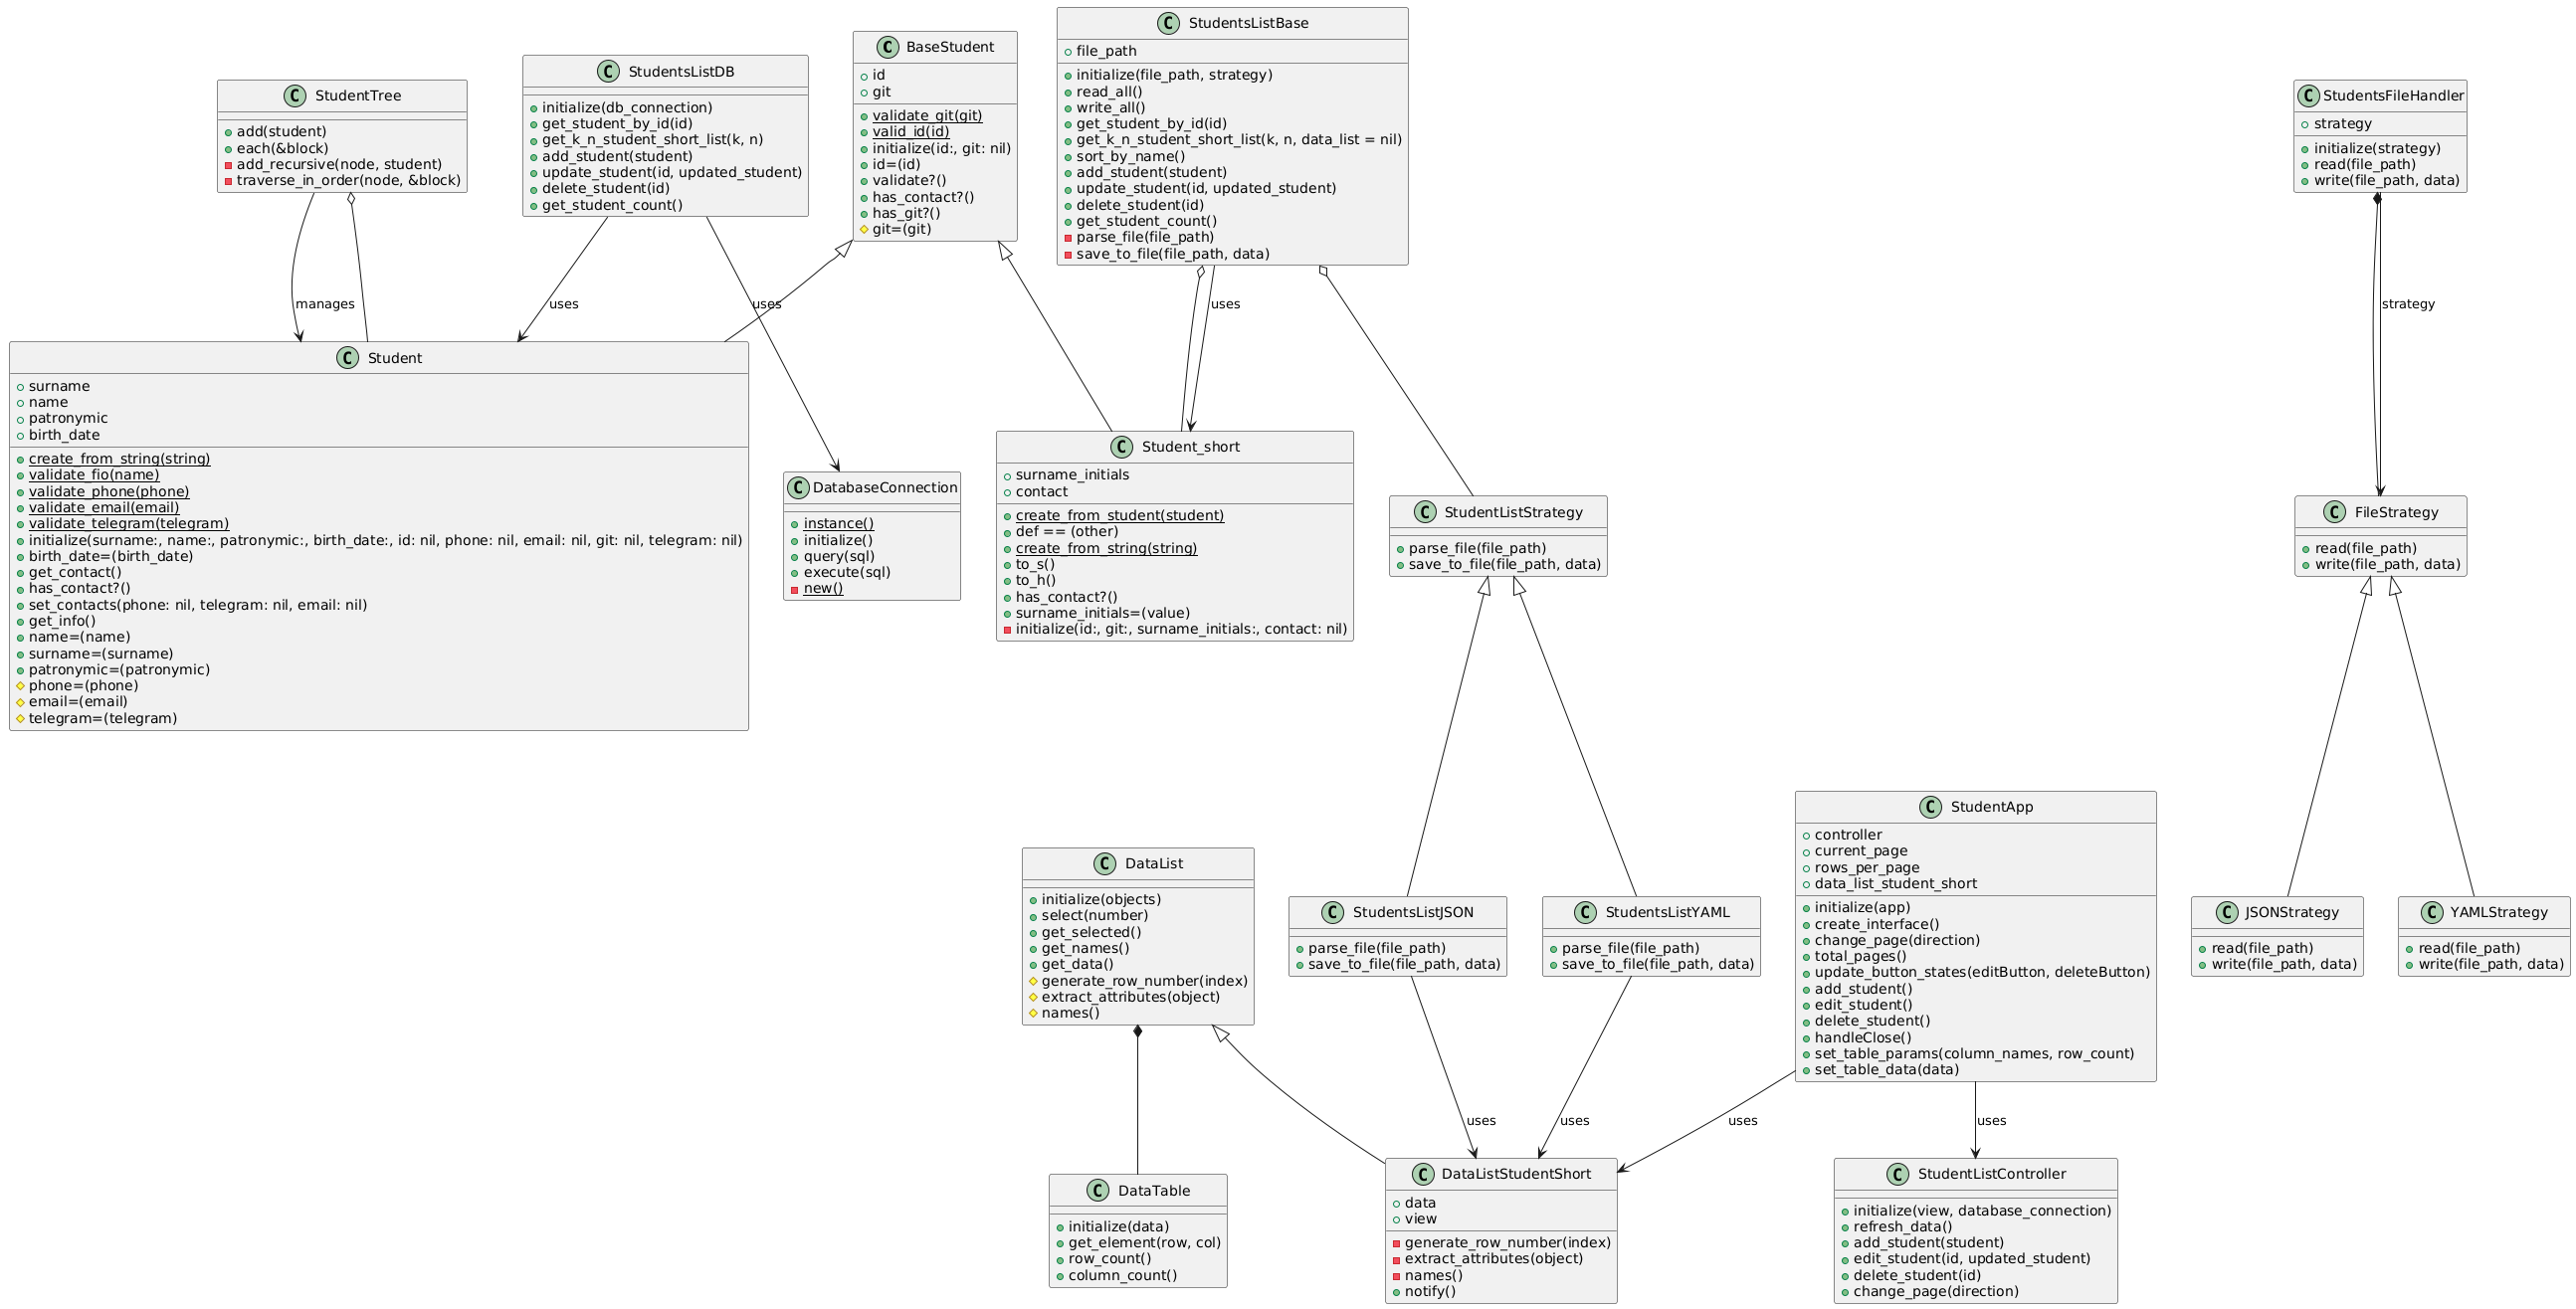 StudentTree
add(student)
each(&block)
add_recursive(node, student)
traverse_in_order(node, &block)
StudentsListDB
initialize(db_connection)
get_student_by_id(id)
get_k_n_student_short_list(k, n)
add_student(student)
update_student(id, updated_student)
delete_student(id)
get_student_count()
BaseStudent
id
git
validate_git(git)
valid_id(id)
initialize(id:, git: nil)
id=(id)
validate?()
has_contact?()
has_git?()
git=(git)
StudentsListBase
file_path
initialize(file_path, strategy)
read_all()
write_all()
get_student_by_id(id)
get_k_n_student_short_list(k, n, data_list = nil)
sort_by_name()
add_student(student)
update_student(id, updated_student)
delete_student(id)
get_student_count()
parse_file(file_path)
save_to_file(file_path, data)
StudentsFileHandler
strategy
initialize(strategy)
read(file_path)
write(file_path, data)
manages
uses
uses
uses
strategy
Student
surname
name
patronymic
birth_date
create_from_string(string)
validate_fio(name)
validate_phone(phone)
validate_email(email)
validate_telegram(telegram)
initialize(surname:, name:, patronymic:, birth_date:, id: nil, phone: nil, email: nil, git: nil, telegram: nil)
birth_date=(birth_date)
get_contact()
has_contact?()
set_contacts(phone: nil, telegram: nil, email: nil)
get_info()
name=(name)
surname=(surname)
patronymic=(patronymic)
phone=(phone)
email=(email)
telegram=(telegram)
DatabaseConnection
instance()
initialize()
query(sql)
execute(sql)
new()
Student_short
surname_initials
contact
create_from_student(student)
def == (other)
create_from_string(string)
to_s()
to_h()
has_contact?()
surname_initials=(value)
initialize(id:, git:, surname_initials:, contact: nil)
StudentListStrategy
parse_file(file_path)
save_to_file(file_path, data)
FileStrategy
read(file_path)
write(file_path, data)
DataList
initialize(objects)
select(number)
get_selected()
get_names()
get_data()
generate_row_number(index)
extract_attributes(object)
names()
StudentsListJSON
parse_file(file_path)
save_to_file(file_path, data)
StudentsListYAML
parse_file(file_path)
save_to_file(file_path, data)
StudentApp
controller
current_page
rows_per_page
data_list_student_short
initialize(app)
create_interface()
change_page(direction)
total_pages()
update_button_states(editButton, deleteButton)
add_student()
edit_student()
delete_student()
handleClose()
set_table_params(column_names, row_count)
set_table_data(data)
JSONStrategy
read(file_path)
write(file_path, data)
YAMLStrategy
read(file_path)
write(file_path, data)
uses
uses
uses
uses
DataTable
initialize(data)
get_element(row, col)
row_count()
column_count()
DataListStudentShort
data
view
generate_row_number(index)
extract_attributes(object)
names()
notify()
StudentListController
initialize(view, database_connection)
refresh_data()
add_student(student)
edit_student(id, updated_student)
delete_student(id)
change_page(direction)